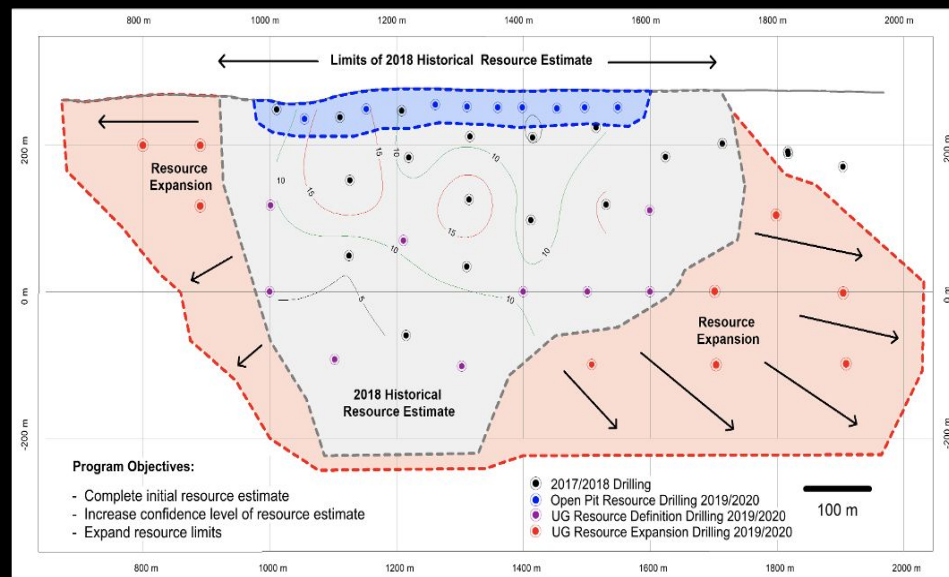 800 m 1000 m 1200 m 1400 m 1600 m 1800 m 2000 m
Limits of 2018 Historical Resource Estimate
200 m
200 m
Resource
Expansion
15
15
10
10
10
15
10
10
10
5
0 m
0 m
Resource
Expansion
2018 Historical
Resource Estimate
-200 m
-200 m
Program Objectives:
- Complete initial resource estimate
- Increase confidence level of resource estimate
- Expand resource limits
2017/2018 Drilling
Open Pit Resource Drilling 2019/2020
UG Resource Definition Drilling 2019/2020
UG Resource Expansion Drilling 2019/2020
100 m
800 m 1000 m 1200 m 1400 m 1600 m 1800 m 2000 m